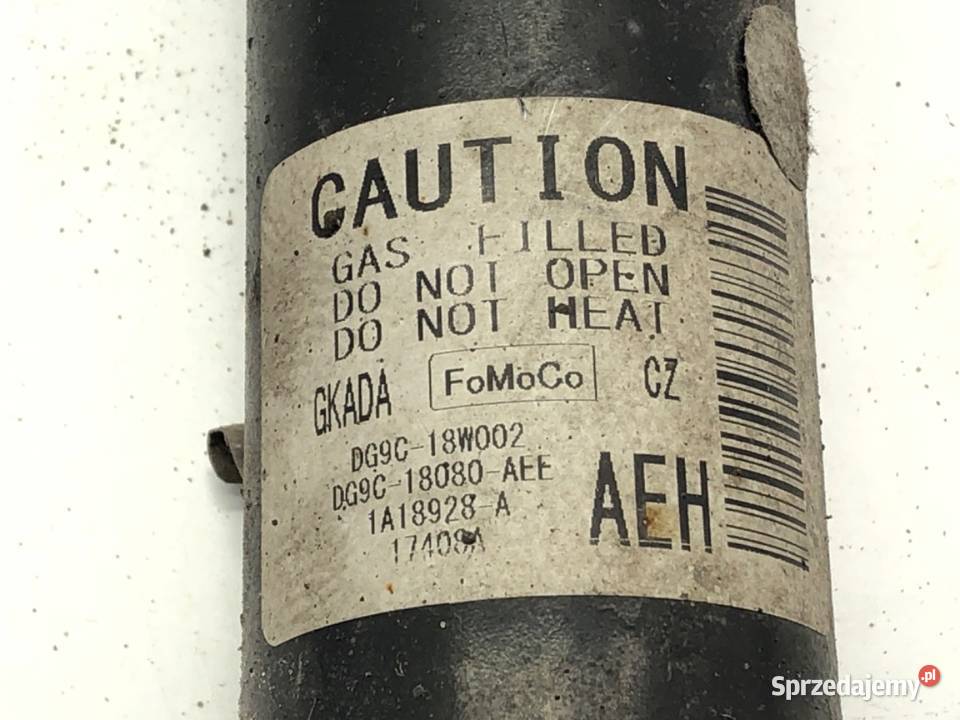 CAUTION
GAS FILLED
DO NOT OPEN
DO NOT HEAT
GKADA FoMoCo CZ
DG9C-18W002
DG9C-18080-AEE
1A18928-A
17408A
AEH
Sprzedajemy.pl